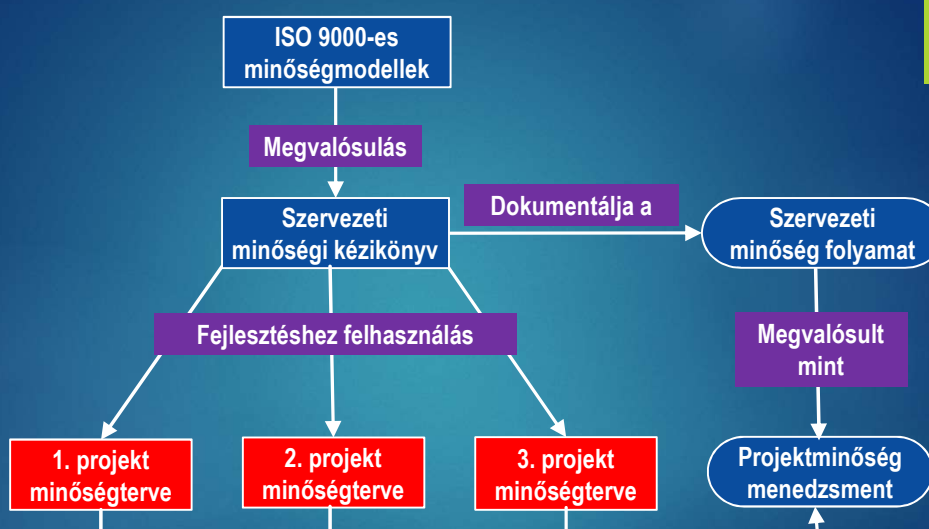 ISO 9000-es
minőségmodellek
Megvalósulás
Szervezeti
minőségi kézikönyv
Dokumentálja a
Szervezeti
minőség folyamat
Fejlesztéshez felhasználás
Megvalósult
mint
1. projekt
minőségterve
2. projekt
minőségterve
3. projekt
minőségterve
Projektminőség
menedzsment